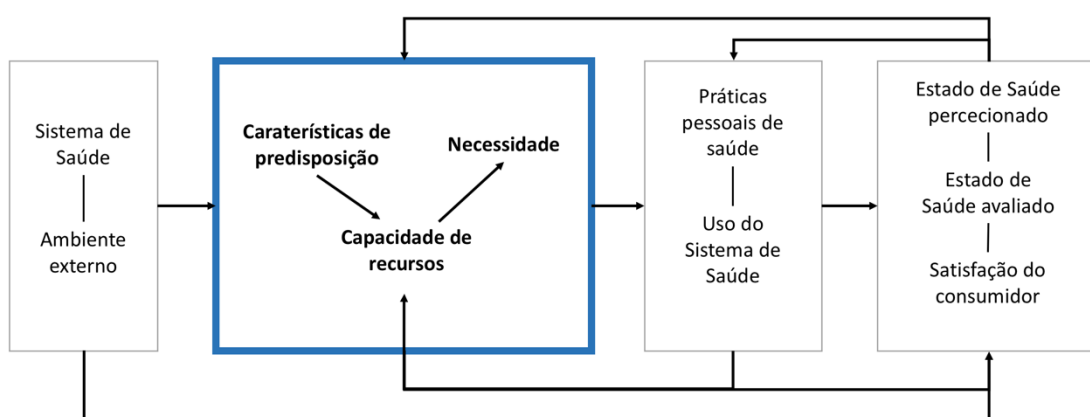 Sistema de
Saúde
Ambiente
externo
Caraterísticas de
predisposição
Necessidade
Capacidade de
recursos
Práticas
pessoais de
saúde
Uso do
Sistema de
Saúde
Estado de Saúde
percecionado
Estado de
Saúde avaliado
Satisfação do
consumidor